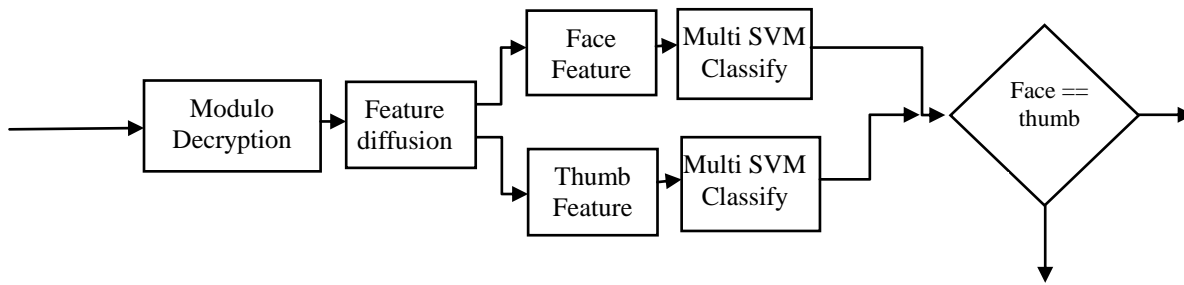 Modulo
Decryption
Feature
diffusion
Face
Feature
Multi SVM
Classify
Thumb
Feature
Multi SVM
Classify
Face ==
thumb